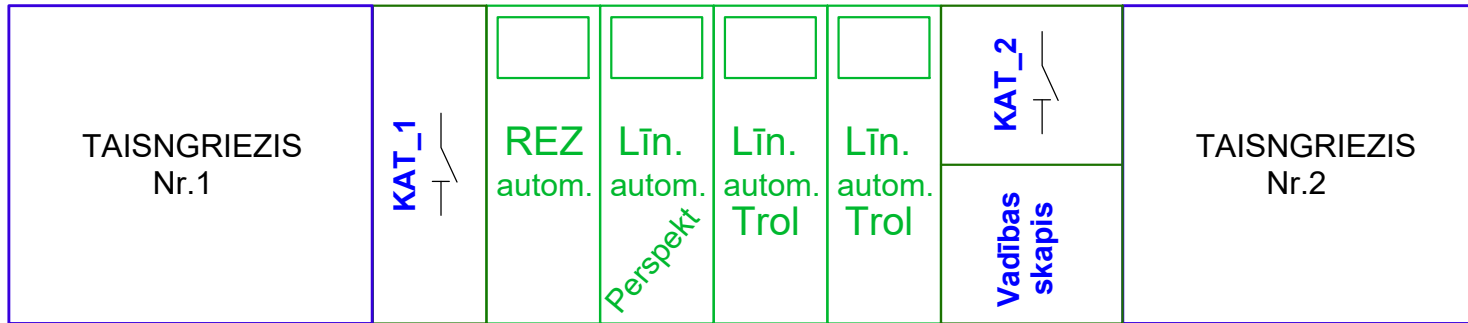 TAISNGRIEZIS
Nr.1
KAT_1
REZ
autom.
Līn.
autom.
Perspekt
Līn.
autom.
Trol
Līn.
autom.
Trol
KAT_2
Vadības
skapis
TAISNGRIEZIS
Nr.2